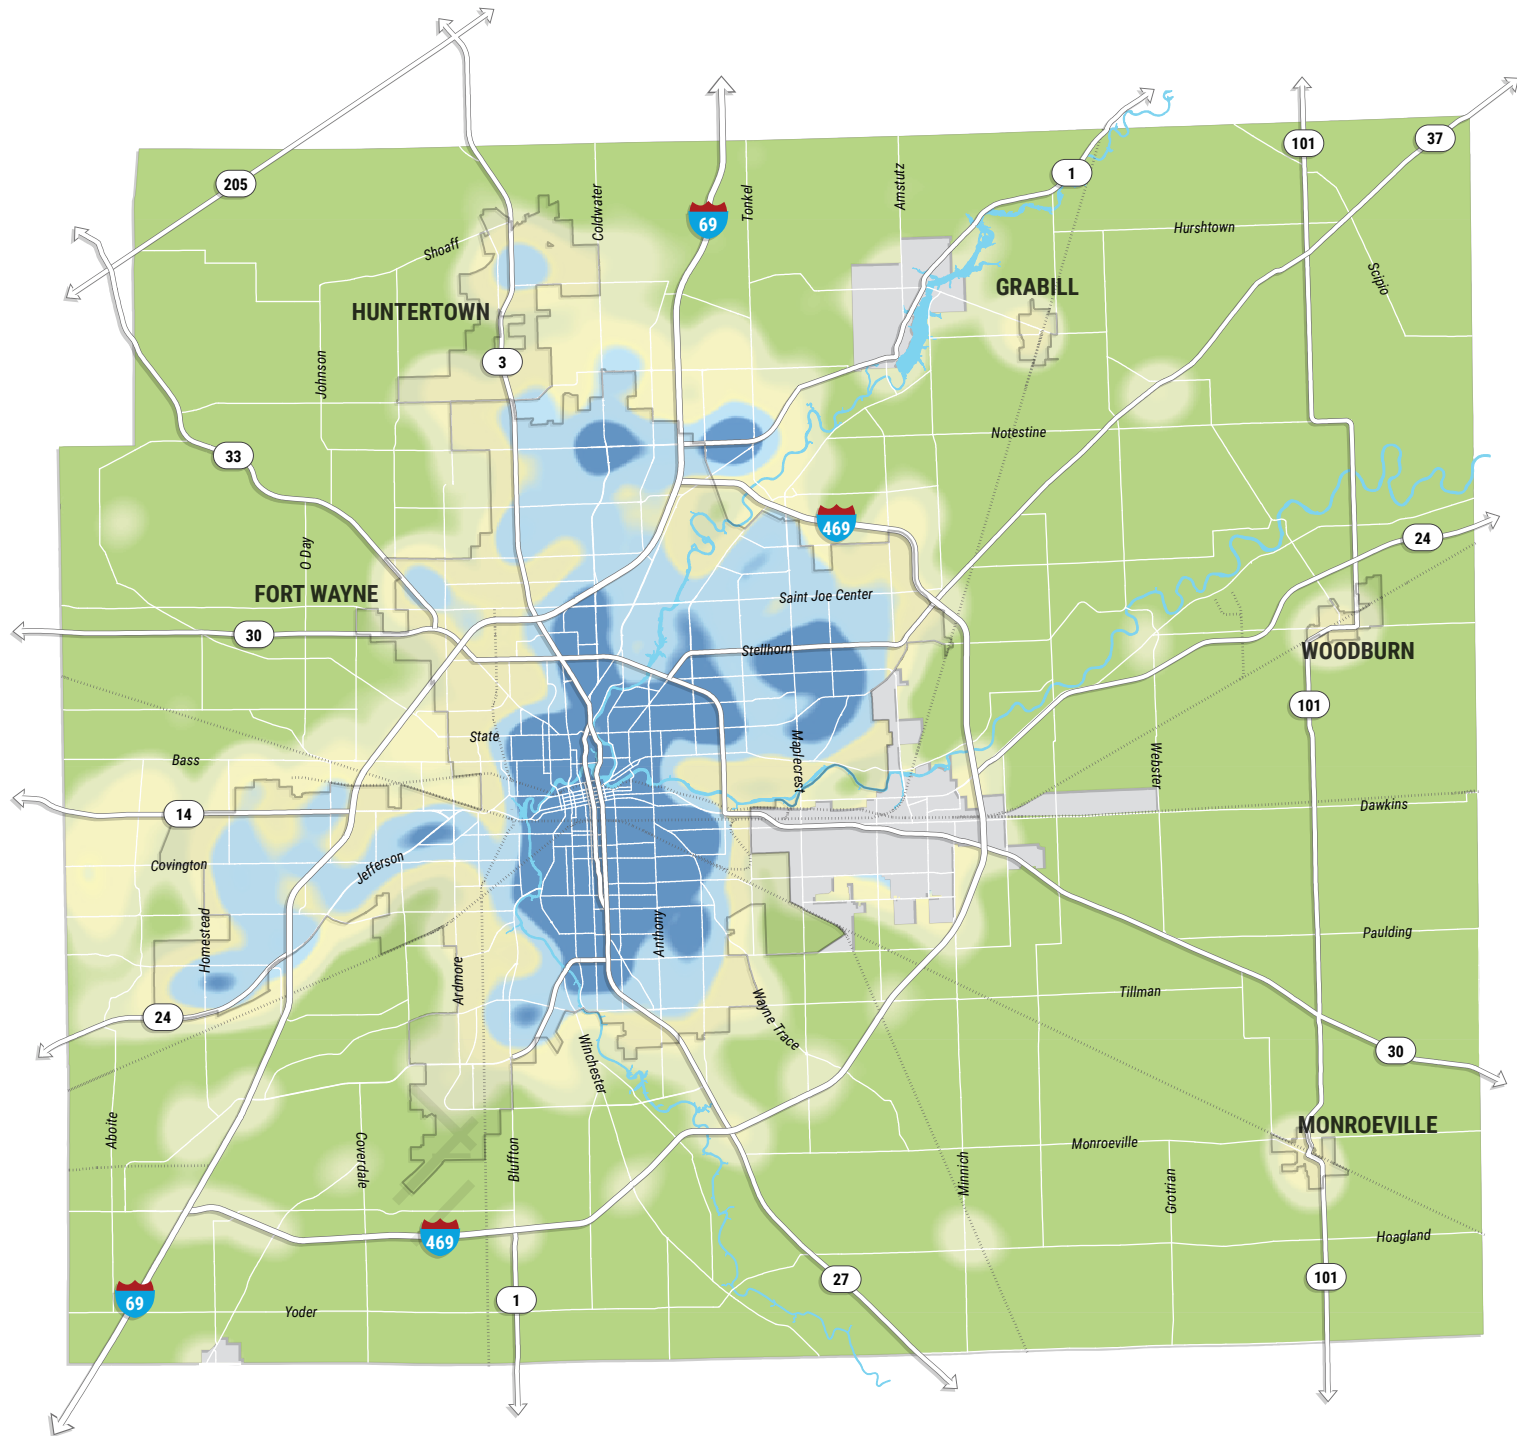 101
37
1
205
Coldwater
Tonkel
Amstutz
69
Hurshtown
Shoaff
Scipio
GRABILL
HUNTERTOWN
3
Johnson
Notestine
33
469
24
O Day
FORT WAYNE
Saint Joe Center
30
Stellhorn
WOODBURN
101
State
Bass
Maplecrest
Webster
14
Dawkins
Covington
Jefferson
Homestead
Anthony
Paulding
Ardmore
Tillman
24
Wayne Trace
30
Winchester
Aboite
MONROEVILLE
Coverdale
Bluffton
Monroeville
Minnich
Grotrian
469
Hoagland
27
101
69
1
Yoder